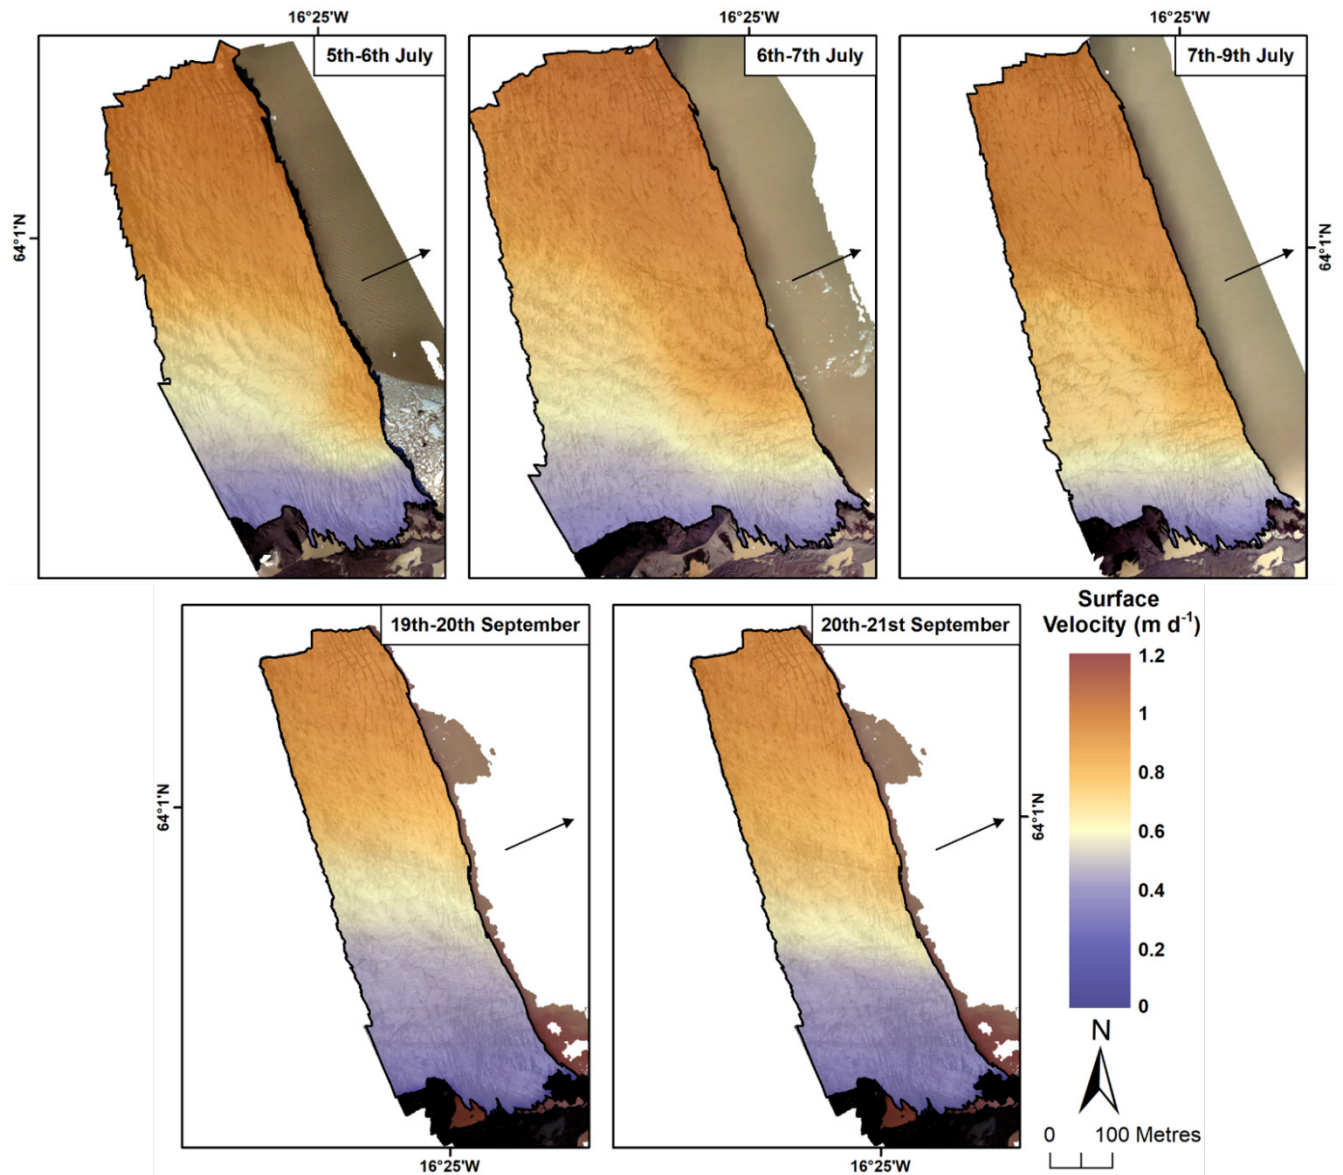 16°25'W
16°25'W
16°25'W
5th-6th July
6th-7th July
7th-9th July
64°1'N
64°1'N
19th-20th September
20th-21st September
64°1'N
64°1'N
16°25'W
16°25'W
Surface
Velocity (m d⁻¹)
1.2
1
0.8
0.6
0.4
0.2
0
N
0 100 Metres